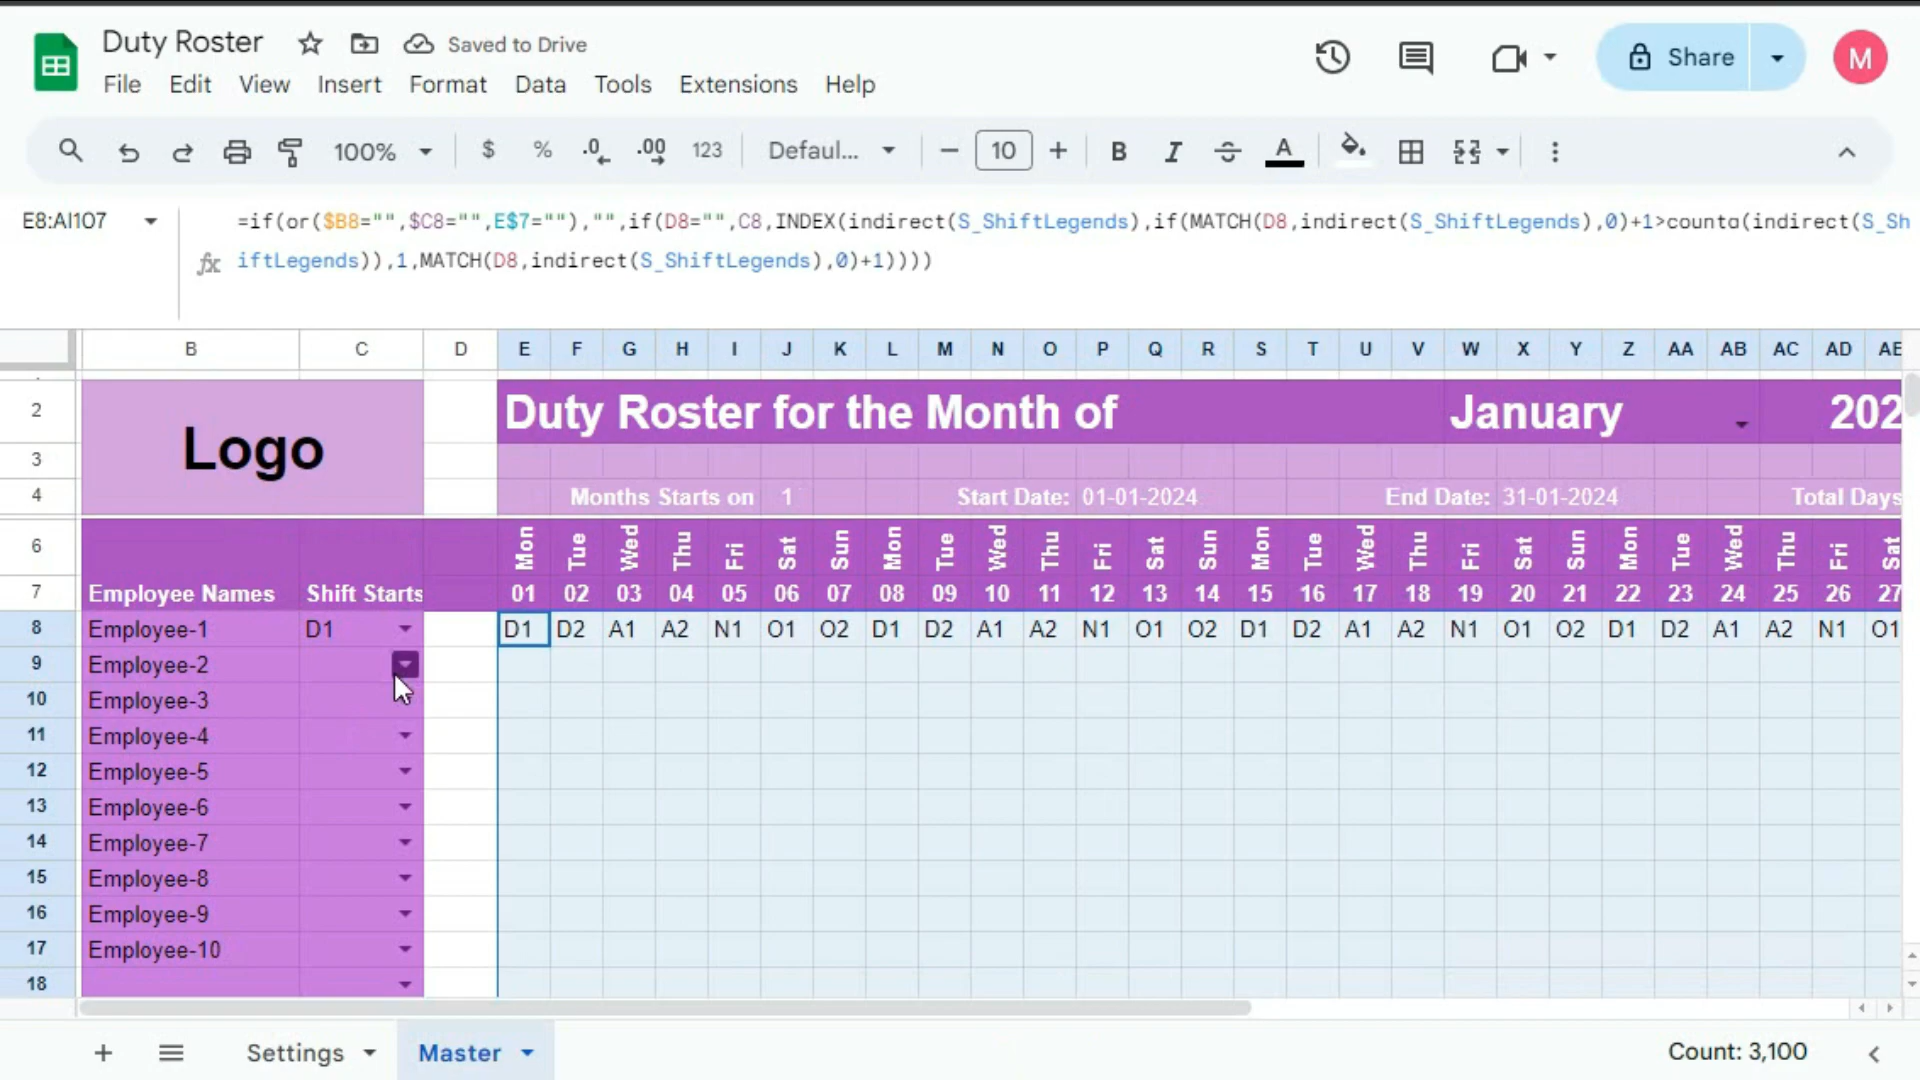 Duty Roster Saved to Drive
Share M
File Edit View Insert Format Data Tools Extensions Help
100% $ % .0 .00 123 Defaul... 10 B I S A
E8:AI107 =if(or($B8="",$C8="",E$7=""),"",if(D8="",C8,INDEX(indirect(S_ShiftLegends),if(MATCH(D8,indirect(S_ShiftLegends),0)+1>counta(indirect(S_Sh
fx iftLegends)),1,MATCH(D8,indirect(S_ShiftLegends),0)+1))))
B C D E F G H I J K L M N O P Q R S T U V W X Y Z AA AB AC AD AE
2 Logo Duty Roster for the Month of January 202
3
4 Months Starts on 1 Start Date: 01-01-2024 End Date: 31-01-2024 Total Days
6 Mon Tue Wed Thu Fri Sat Sun Mon Tue Wed Thu Fri Sat Sun Mon Tue Wed Thu Fri Sat Sun Mon Tue Wed Thu Fri Sat
7 Employee Names Shift Starts 01 02 03 04 05 06 07 08 09 10 11 12 13 14 15 16 17 18 19 20 21 22 23 24 25 26 27
8 Employee-1 D1 D1 D2 A1 A2 N1 O1 O2 D1 D2 A1 A2 N1 O1 O2 D1 D2 A1 A2 N1 O1 O2 D1 D2 A1 A2 N1 O1
9 Employee-2
10 Employee-3
11 Employee-4
12 Employee-5
13 Employee-6
14 Employee-7
15 Employee-8
16 Employee-9
17 Employee-10
18
Settings Master Count: 3,100